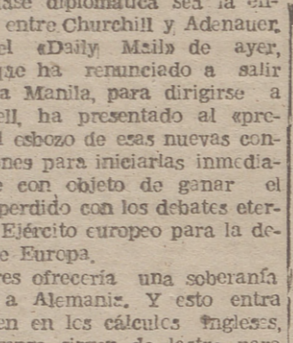 ase diplomática sea la en-
entre Churchill y Adenauer.
el «Daily Mail» de ayer,
que ha renunciado a salir
a Manila, para dirigirse a
ell, ha presentado al «pre-
l esbozo de esas nuevas con-
nes para iniciarlas inmedia-
e con objeto de ganar el
perdido con los debates eter-
Ejército europeo para la de-
e Europa.
res ofrecería una soberanía
a Alemania. Y esto entra
en en los cálculos ingleses,